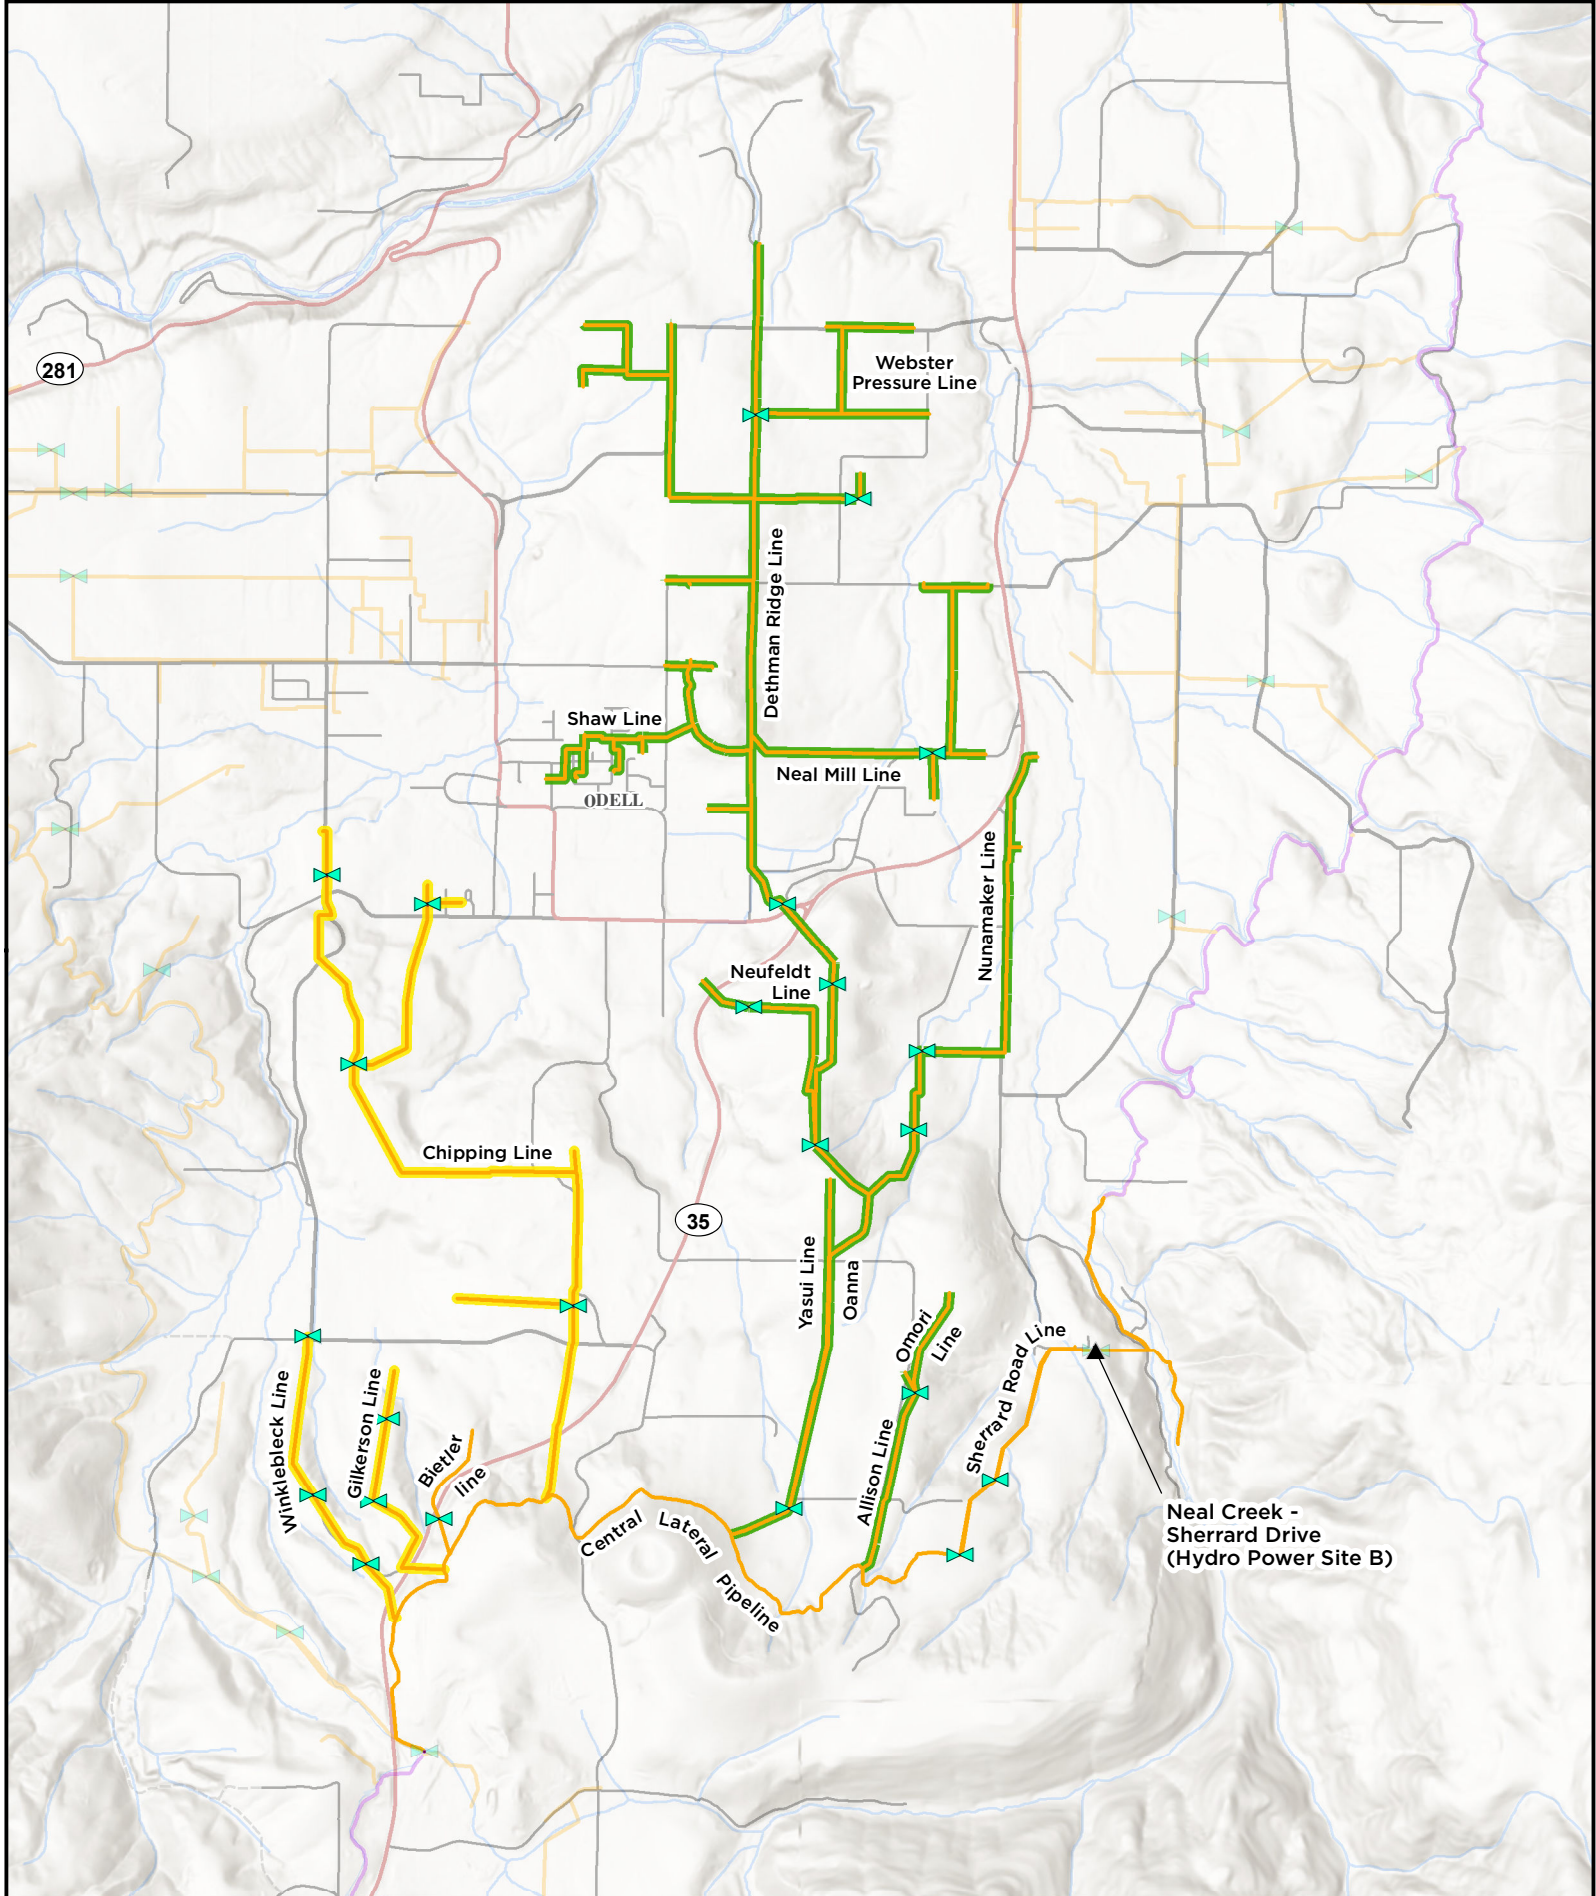 281
Webster
Pressure Line
Dethman Ridge Line
Shaw Line
Neal Mill Line
ODELL
Nunamaker Line
Neufeldt
Line
Chipping Line
35
Yasui Line
Oanna
Omori
Line
Sherrard Road Line
Winklebleck Line
Gilkerson Line
Bietler
line
Allison Line
Central Lateral Pipeline
Neal Creek -
Sherrard Drive
(Hydro Power Site B)